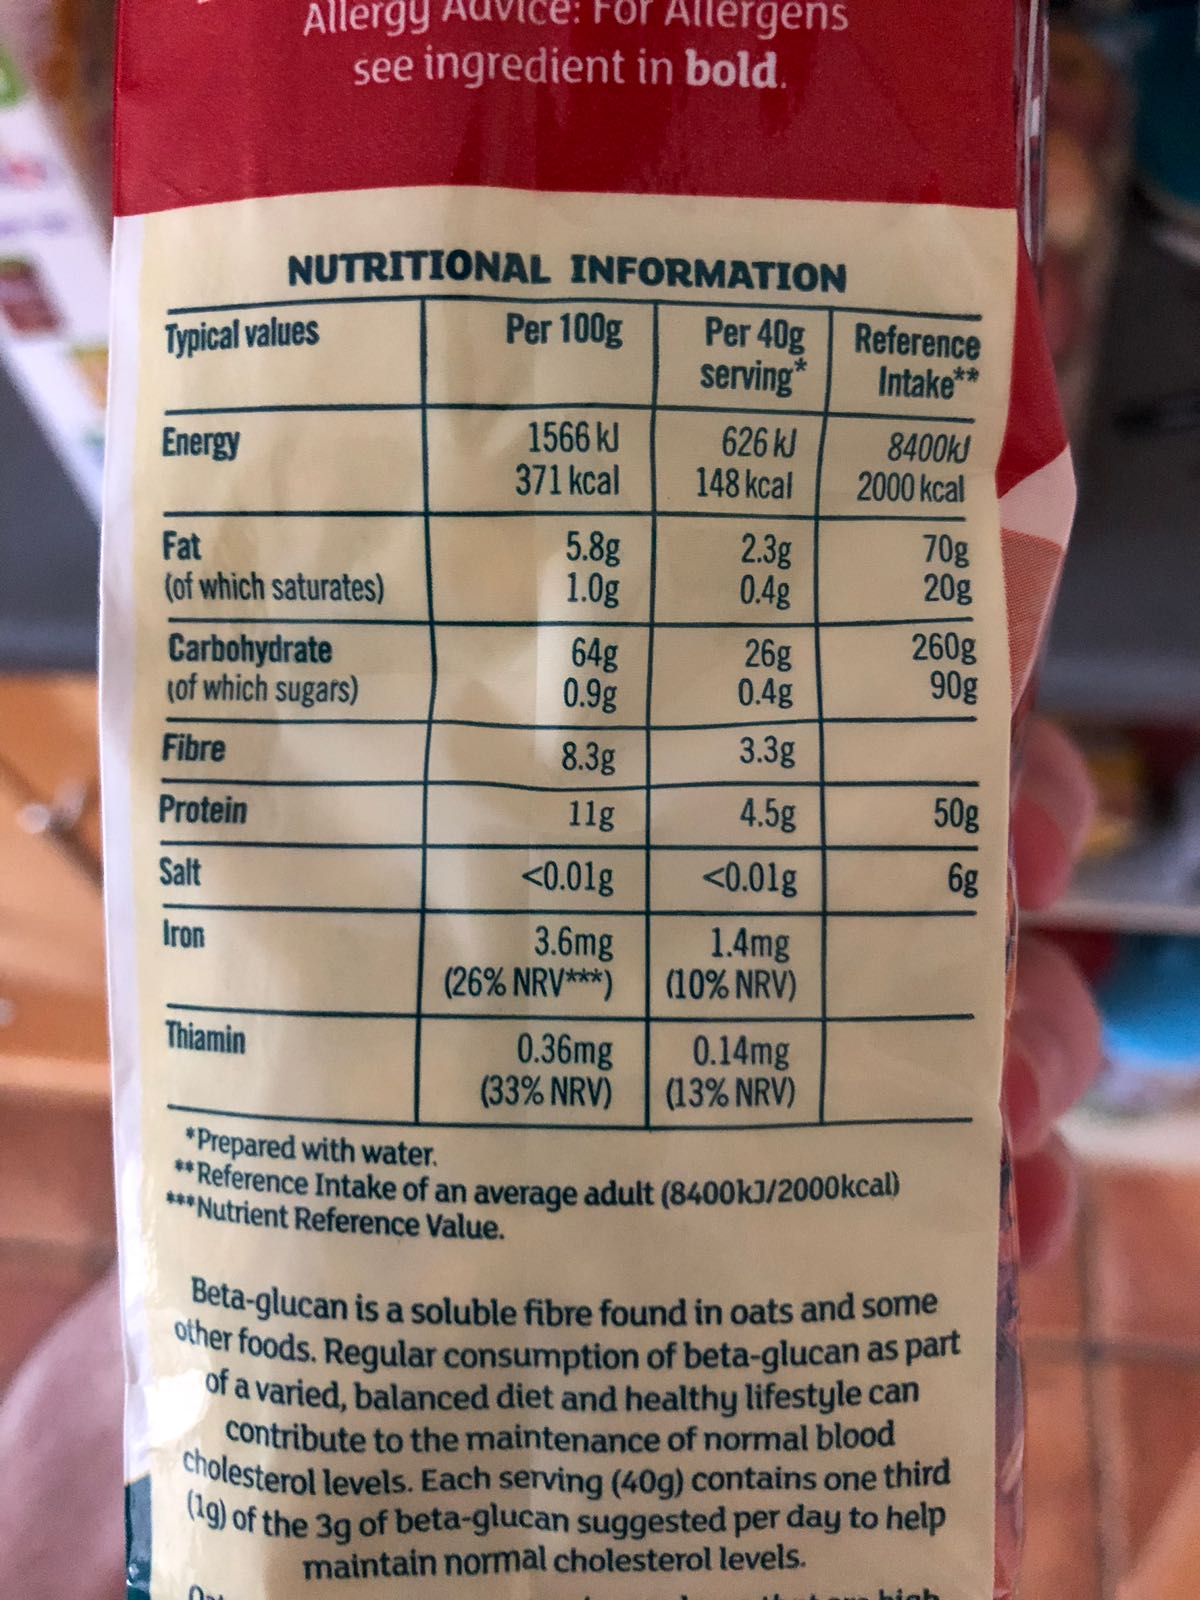 Allergy Advice: For Allergens
see ingredient in bold.
NUTRITIONAL INFORMATION
Typical values Per 100g Per 40g serving* Reference Intake**
Energy 1566 kJ 626 kJ 8400kJ
371 kcal 148 kcal 2000 kcal
Fat 5.8g 2.3g 70g
(of which saturates) 1.0g 0.4g 20g
Carbohydrate 64g 26g 260g
(of which sugars) 0.9g 0.4g 90g
Fibre 8.3g 3.3g
Protein 11g 4.5g 50g
Salt <0.01g <0.01g 6g
Iron 3.6mg 1.4mg
(26% NRV***) (10% NRV)
Thiamin 0.36mg 0.14mg
(33% NRV) (13% NRV)
*Prepared with water.
**Reference Intake of an average adult (8400kJ/2000kcal)
***Nutrient Reference Value.
Beta-glucan is a soluble fibre found in oats and some
other foods. Regular consumption of beta-glucan as part
of a varied, balanced diet and healthy lifestyle can
contribute to the maintenance of normal blood
cholesterol levels. Each serving (40g) contains one third
(1g) of the 3g of beta-glucan suggested per day to help
maintain normal cholesterol levels.